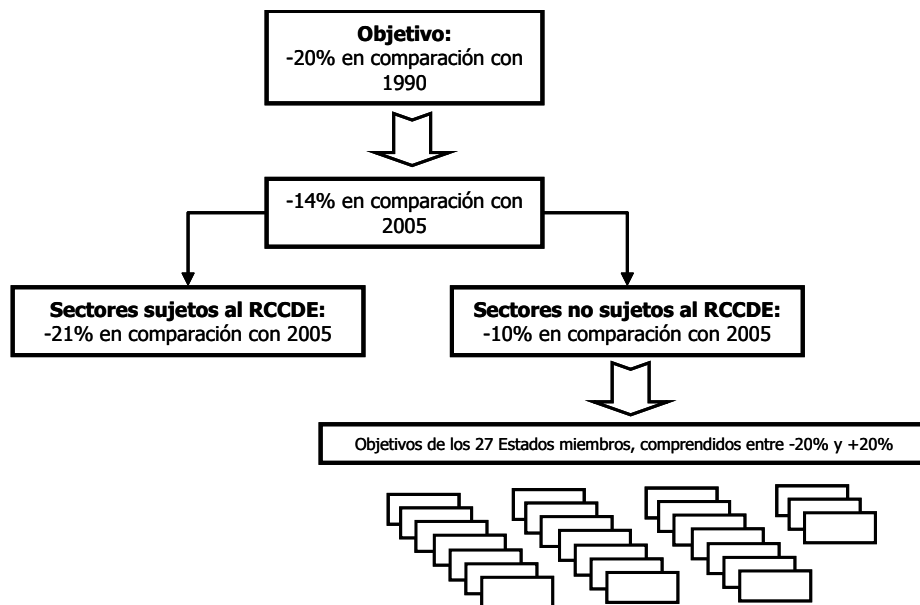 Objetivo:
-20% en comparación con
1990
-14% en comparación con
2005
Sectores sujetos al RCCDE:
-21% en comparación con 2005
Sectores no sujetos al RCCDE:
-10% en comparación con 2005
Objetivos de los 27 Estados miembros, comprendidos entre -20% y +20%